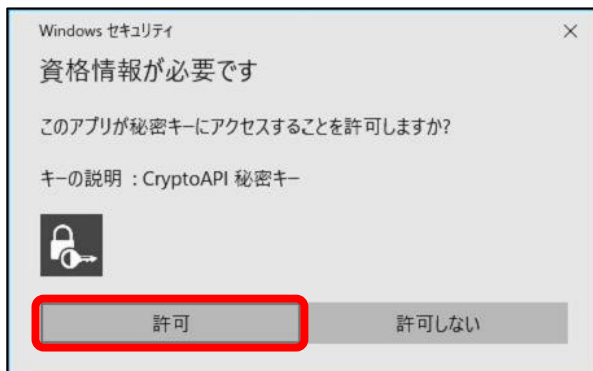 Windows セキュリティ
資格情報が必要です
このアプリが秘密キーにアクセスすることを許可しますか?
キーの説明 : CryptoAPI 秘密キー
許可
許可しない